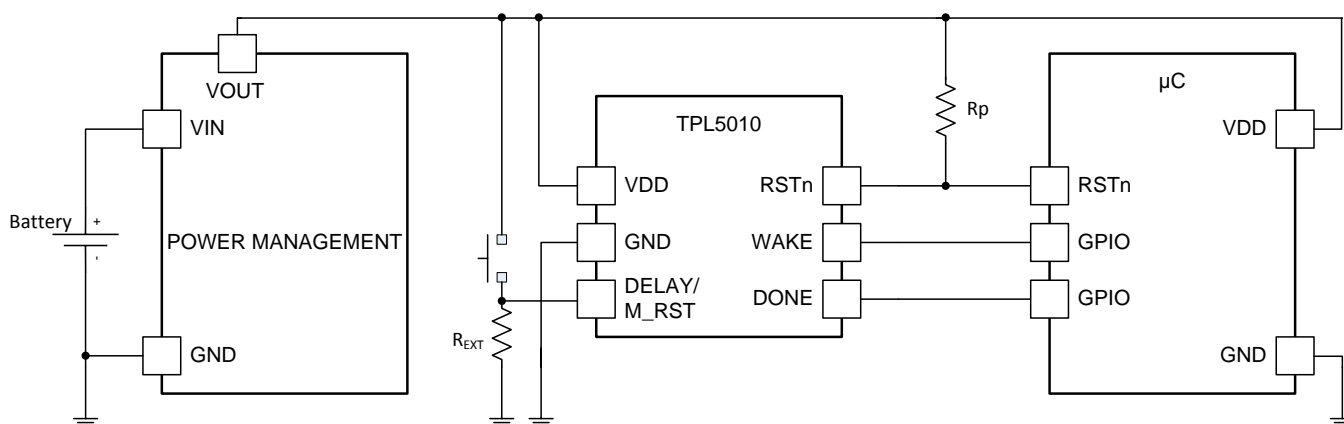 VOUT
VIN
Battery
+
-
POWER MANAGEMENT
GND
TPL5010
VDD
GND
DELAY/
M_RST
RSTn
WAKE
DONE
REXT
Rp
µC
VDD
RSTn
GPIO
GPIO
GND